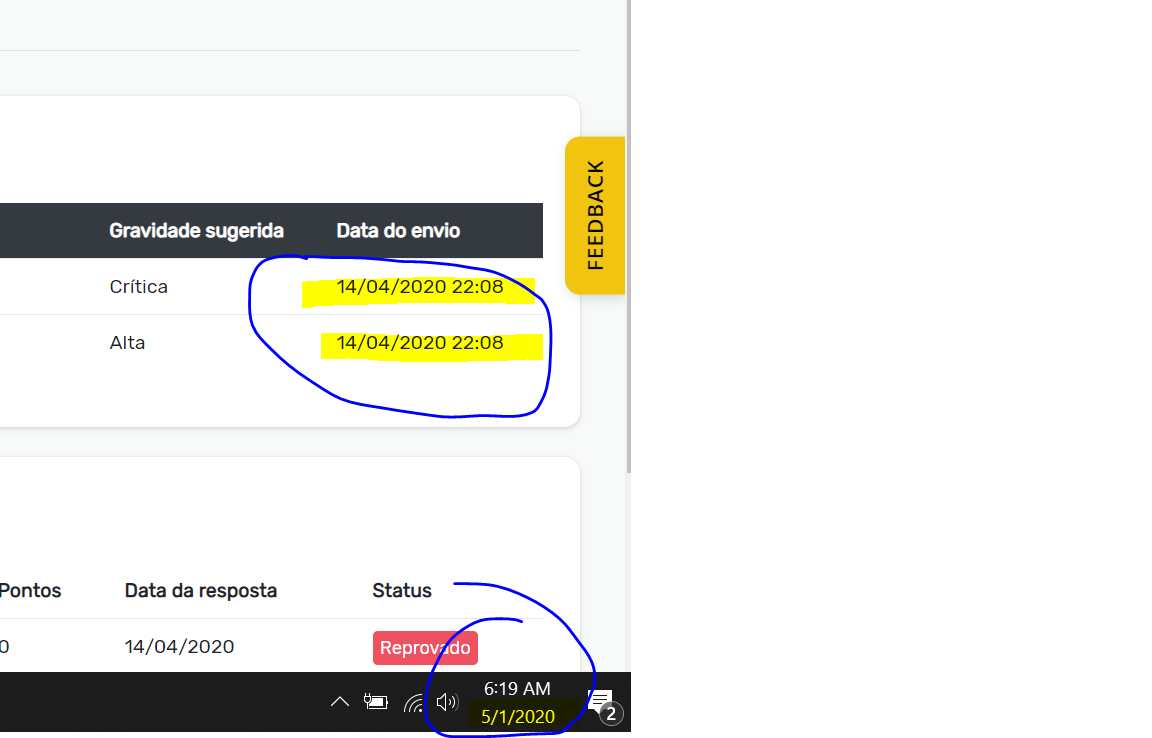 FEEDBACK
Gravidade sugerida Data do envio
Crítica 14/04/2020 22:08
Alta 14/04/2020 22:08
Pontos Data da resposta Status
0 14/04/2020 Reprovado
6:19 AM
5/1/2020
2